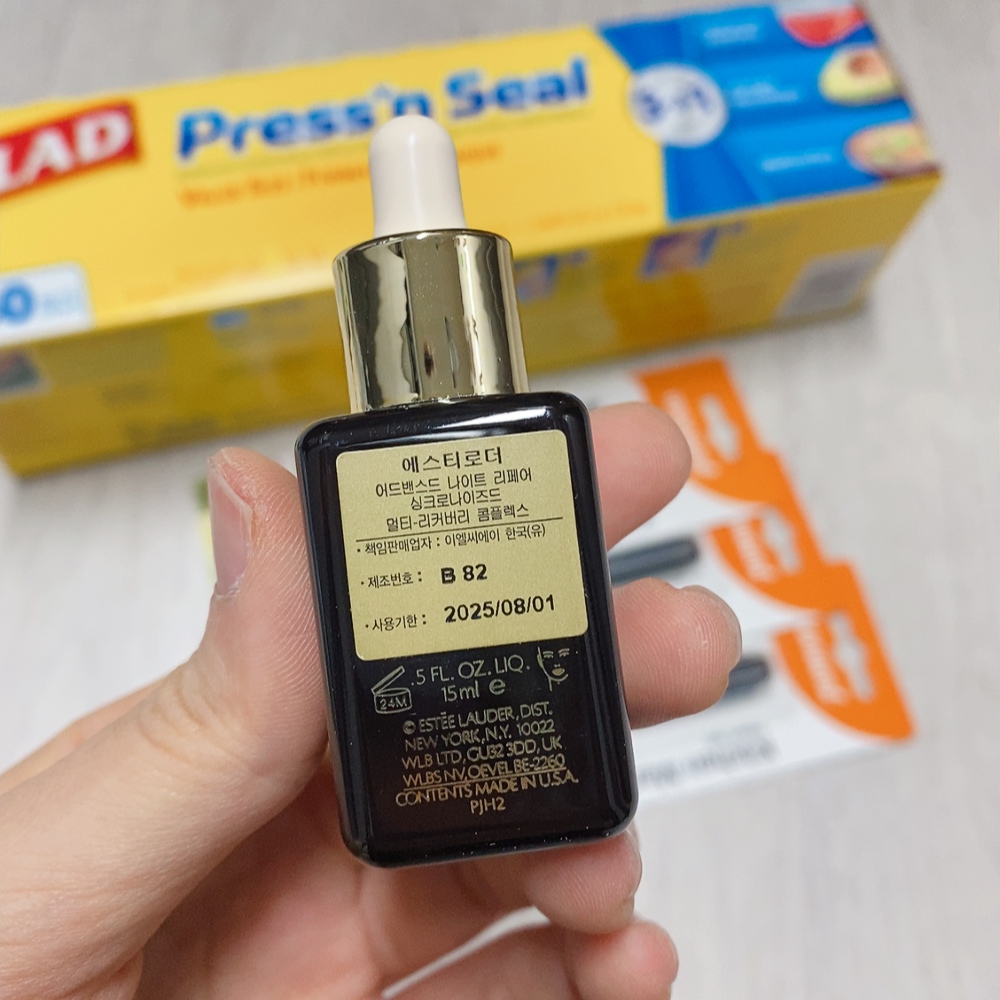 LAD
Press'n Seal
에스티로더
어드밴스드 나이트 리페어
싱크로나이즈드
멀티-리커버리 콤플렉스
• 책임판매업자 : 이엘씨에이 한국(유)
• 제조번호 : B 82
• 사용기한 : 2025/08/01
24M
.5 FL. OZ. LIQ.
15ml e
© ESTĒE LAUDER, DIST.
NEW YORK, N.Y. 10022
WLB LTD, GU32 3DD, UK
WLBS NV, OEVEL BE-2260
CONTENTS MADE IN U.S.A.
PJH2